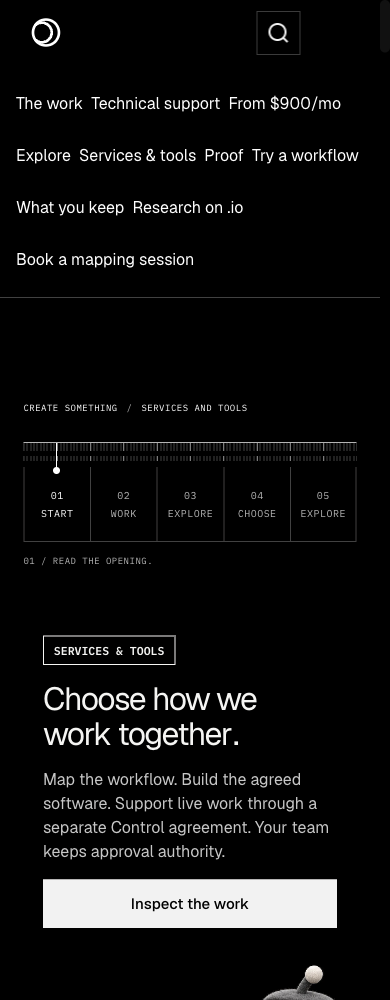 The work  Technical support  From $900/mo
Explore  Services & tools  Proof  Try a workflow
What you keep  Research on .io
Book a mapping session
CREATE SOMETHING / SERVICES AND TOOLS
01 02 03 04 05
START WORK EXPLORE CHOOSE EXPLORE
01 / READ THE OPENING.
SERVICES & TOOLS
Choose how we
work together.
Map the workflow. Build the agreed
software. Support live work through a
separate Control agreement. Your team
keeps approval authority.
Inspect the work